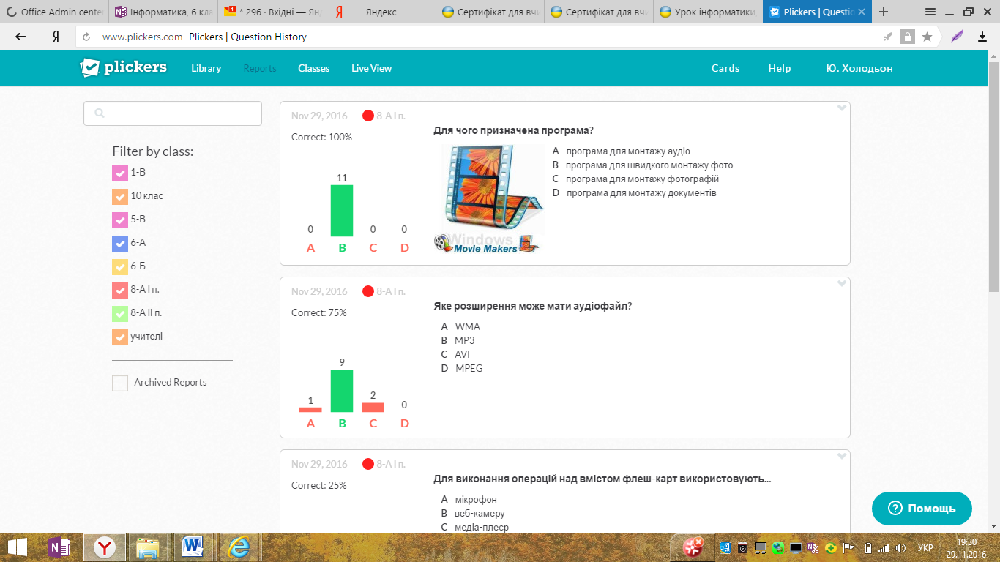 Office Admin cente
Інформатика, 6 кла
* 296 · Вхідні — Янд
Яндекс
Сертифікат для вчи
Сертифікат для вчи
Урок інформатики,
Plickers | Questio
www.plickers.com Plickers | Question History
plickers
Library
Reports
Classes
Live View
Cards
Help
Ю. Холодьон
Filter by class:
1-В
10 клас
5-В
6-А
6-Б
8-А І п.
8-А ІІ п.
учителі
Archived Reports
Nov 29, 2016 8-А І п.
Correct: 100%
11
0 0 0
A B C D
Для чого призначена програма?
Windows
Movie Makers
A програма для монтажу аудіо…
B програма для швидкого монтажу фото…
C програма для монтажу фотографій
D програма для монтажу документів
Nov 29, 2016 8-А І п.
Correct: 75%
9
1 2 0
A B C D
Яке розширення може мати аудіофайл?
A WMA
B MP3
C AVI
D MPEG
Nov 29, 2016 8-А І п.
Correct: 25%
Для виконання операцій над вмістом флеш-карт використовують...
A мікрофон
B веб-камеру
C медіа-плеєр
Помощь
УКР
19:30
29.11.2016